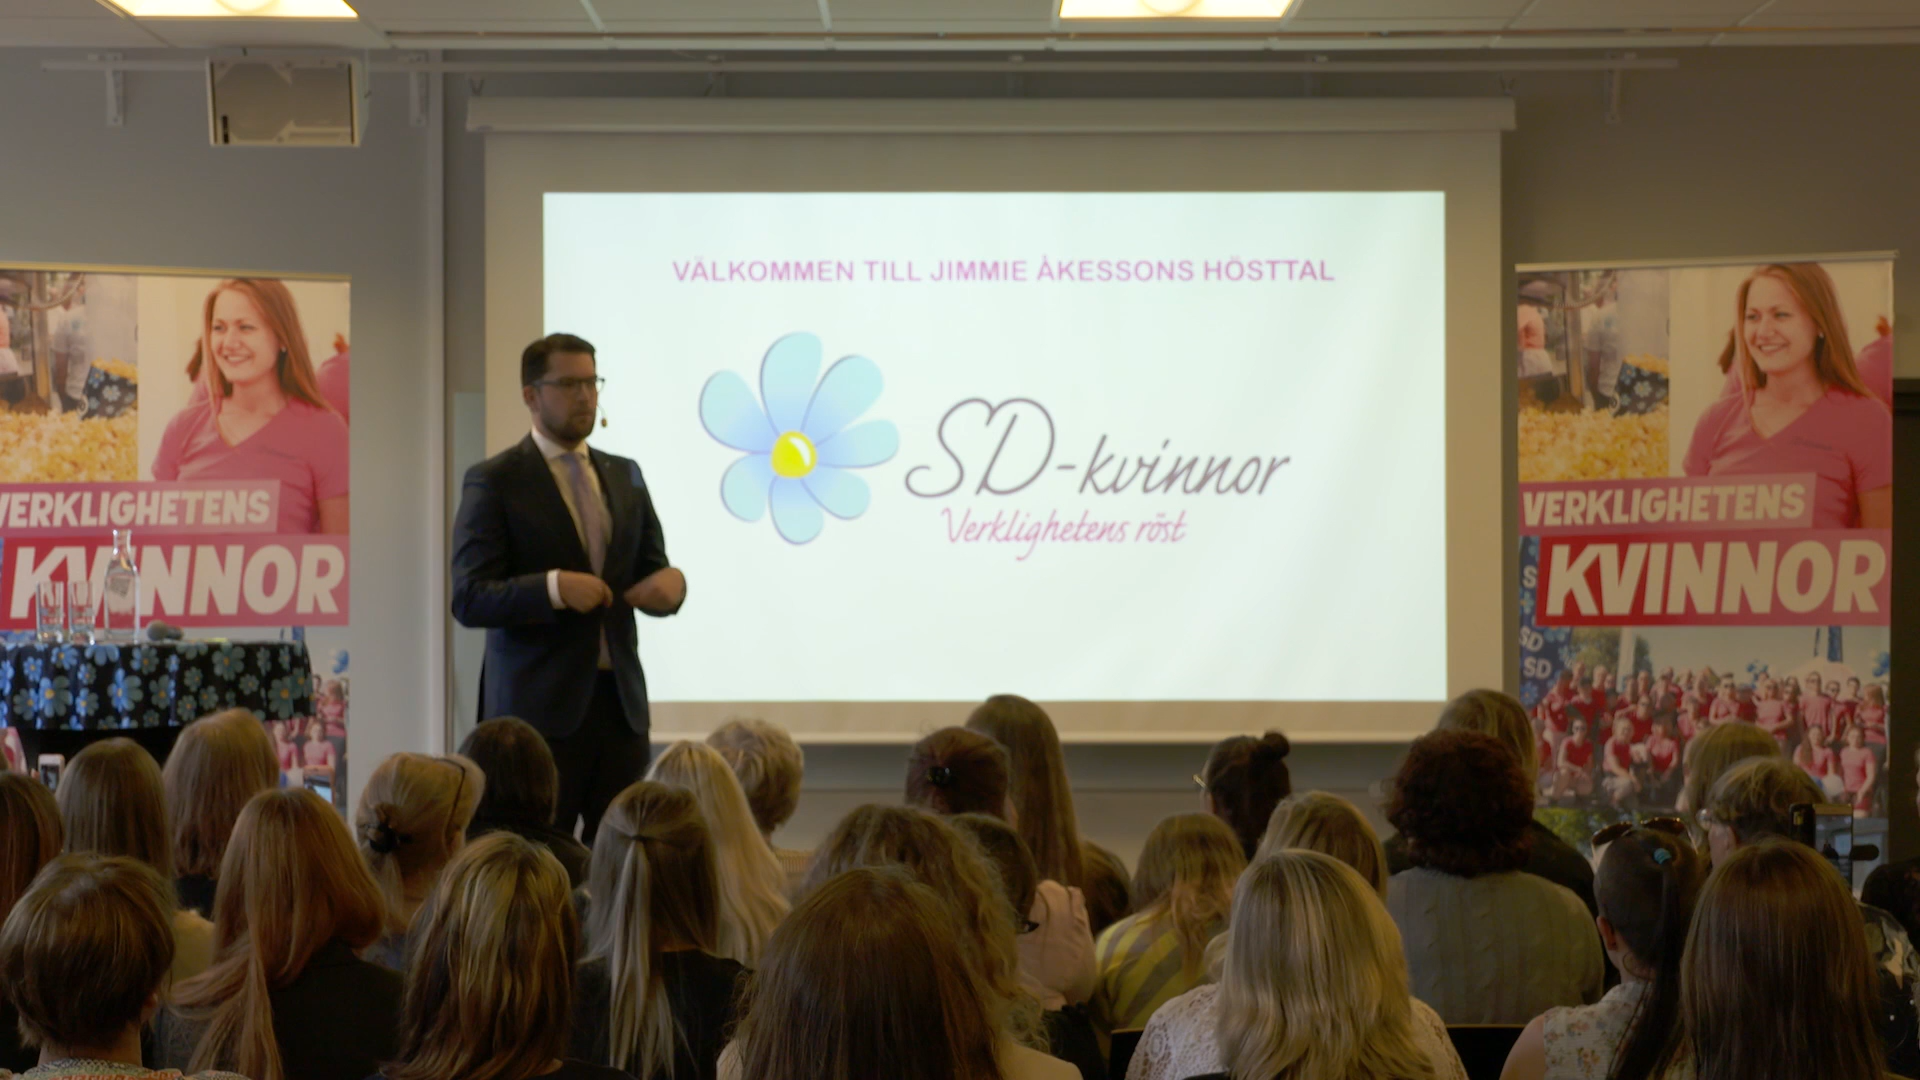 VÄLKOMMEN TILL JIMMIE ÅKESSONS HÖSTTAL
SD-kvinnor
Verklighetens röst
VERKLIGHETENS
KVINNOR
VERKLIGHETENS
KVINNOR
SD
SD